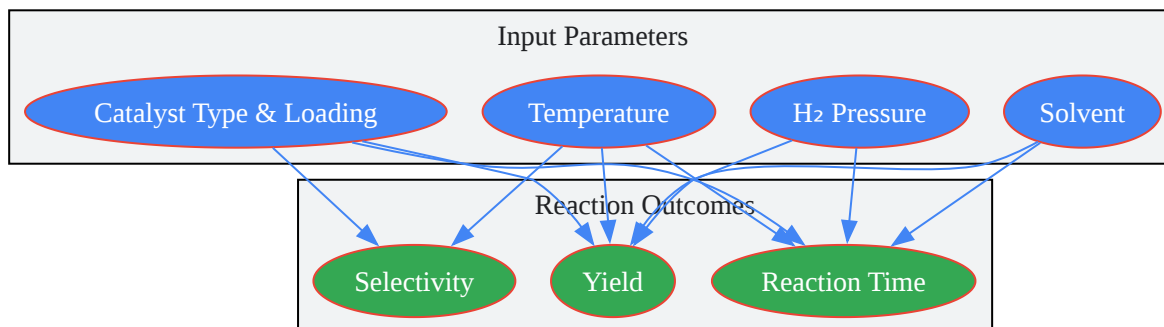 Input Parameters
Catalyst Type & Loading
Temperature
H₂ Pressure
Solvent
Reaction Outcomes
Selectivity
Yield
Reaction Time